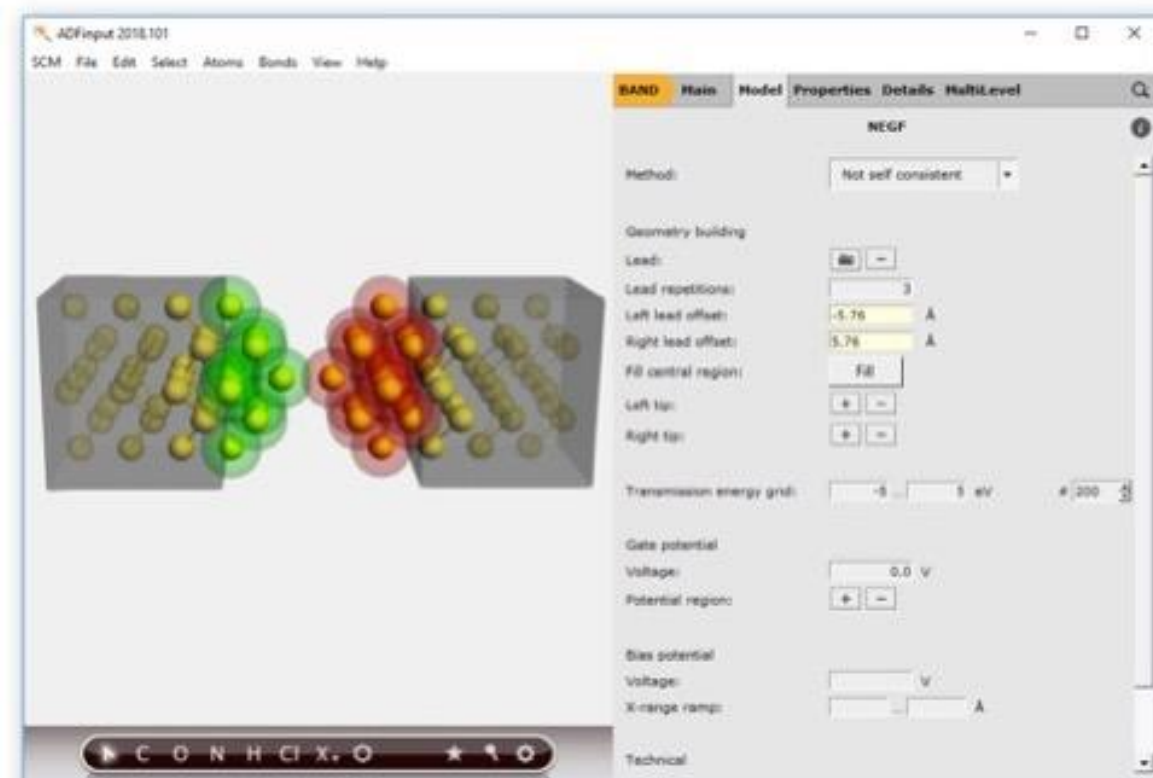 ADFinput 2018.101
SCM File Edit Select Atoms Bonds View Help
BAND Main Model Properties Details MultiLevel
NEGF
Method: Not self consistent
Geometry building
Lead:
Lead repetitions: 3
Left lead offset: -5.76 Å
Right lead offset: 5.76 Å
Fill central region: Fill
Left tip: + -
Right tip: + -
Transmission energy grid: -5 .. 5 eV # 200
Gate potential
Voltage: 0.0 V
Potential region: + -
Bias potential
Voltage: V
X-range ramp: .. Å
C O N H Cl X.
Technical